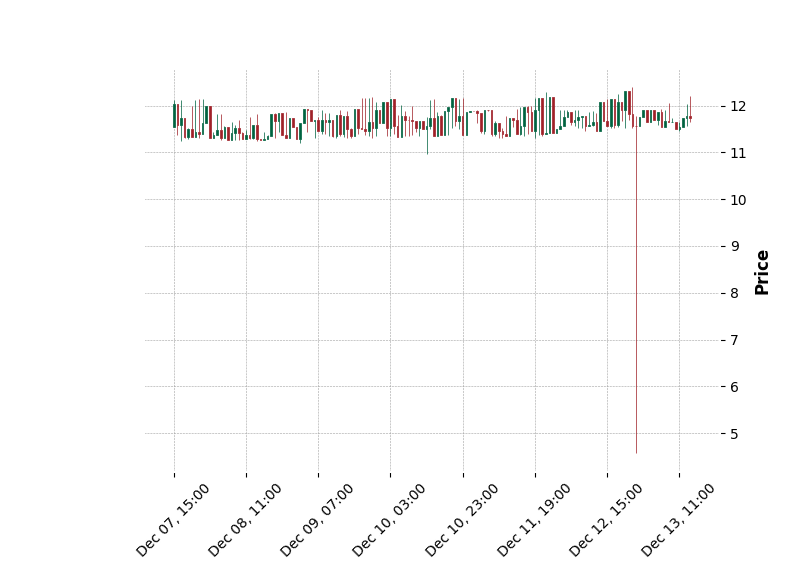 12
11
10
9
8
7
6
5
Price
Dec 07, 15:00
Dec 08, 11:00
Dec 09, 07:00
Dec 10, 03:00
Dec 10, 23:00
Dec 11, 19:00
Dec 12, 15:00
Dec 13, 11:00